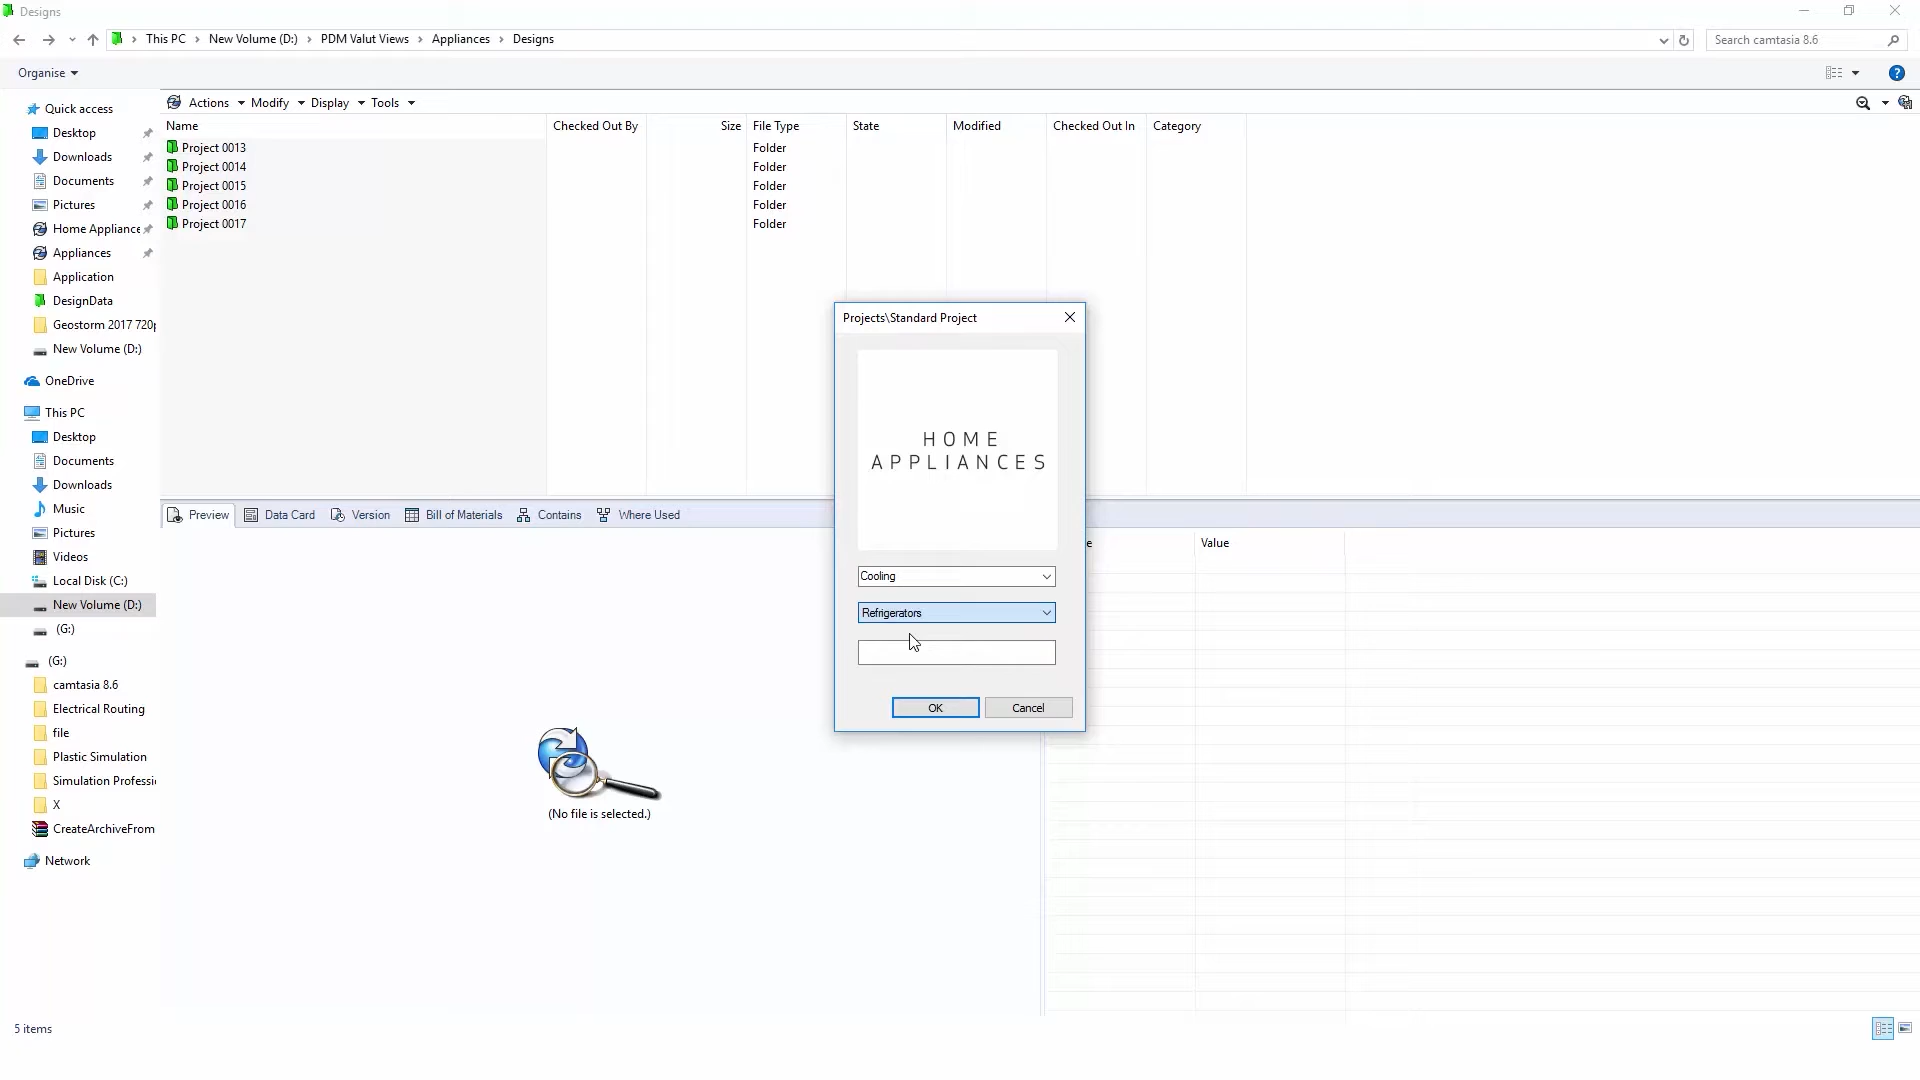 Designs
This PC > New Volume (D:) > PDM Valut Views > Appliances > Designs
Search camtasia 8.6
Organise
Quick access
Desktop
Downloads
Documents
Pictures
Home Appliance
Appliances
Application
DesignData
Geostorm 2017 720p
New Volume (D:)
OneDrive
This PC
Desktop
Documents
Downloads
Music
Pictures
Videos
Local Disk (C:)
New Volume (D:)
(G:)
(G:)
camtasia 8.6
Electrical Routing
file
Plastic Simulation
Simulation Professi
X
CreateArchiveFrom
Network
5 items
Actions Modify Display Tools
Name Checked Out By Size File Type State Modified Checked Out In Category
Project 0013 Folder
Project 0014 Folder
Project 0015 Folder
Project 0016 Folder
Project 0017 Folder
Preview Data Card Version Bill of Materials Contains Where Used
(No file is selected.)
e Value
Projects\Standard Project
HOME
APPLIANCES
Cooling
Refrigerators
OK Cancel